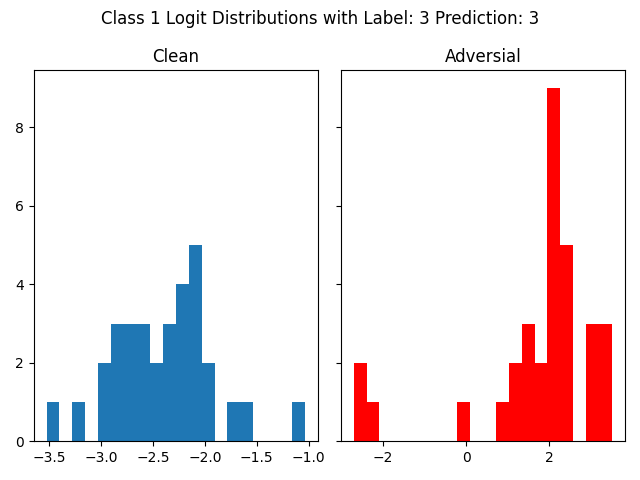 Class 1 Logit Distributions with Label: 3 Prediction: 3
Clean
Adversial
8
6
4
2
0
−3.5 −3.0 −2.5 −2.0 −1.5 −1.0
−2 0 2